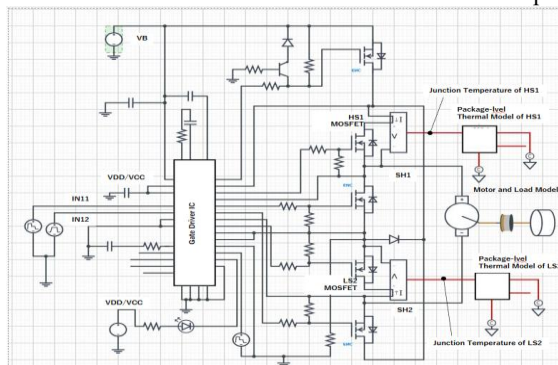 VB
Junction Temperature of HS1
HS1
MOSFET
Package-lvel
Thermal Model of HS1
VDD/VCC
SH1
Motor and Load Model
IN11
IN12
Gate Driver IC
LS2
MOSFET
Package-lvel
Thermal Model of LS2
VDD/VCC
SH2
Junction Temperature of LS2